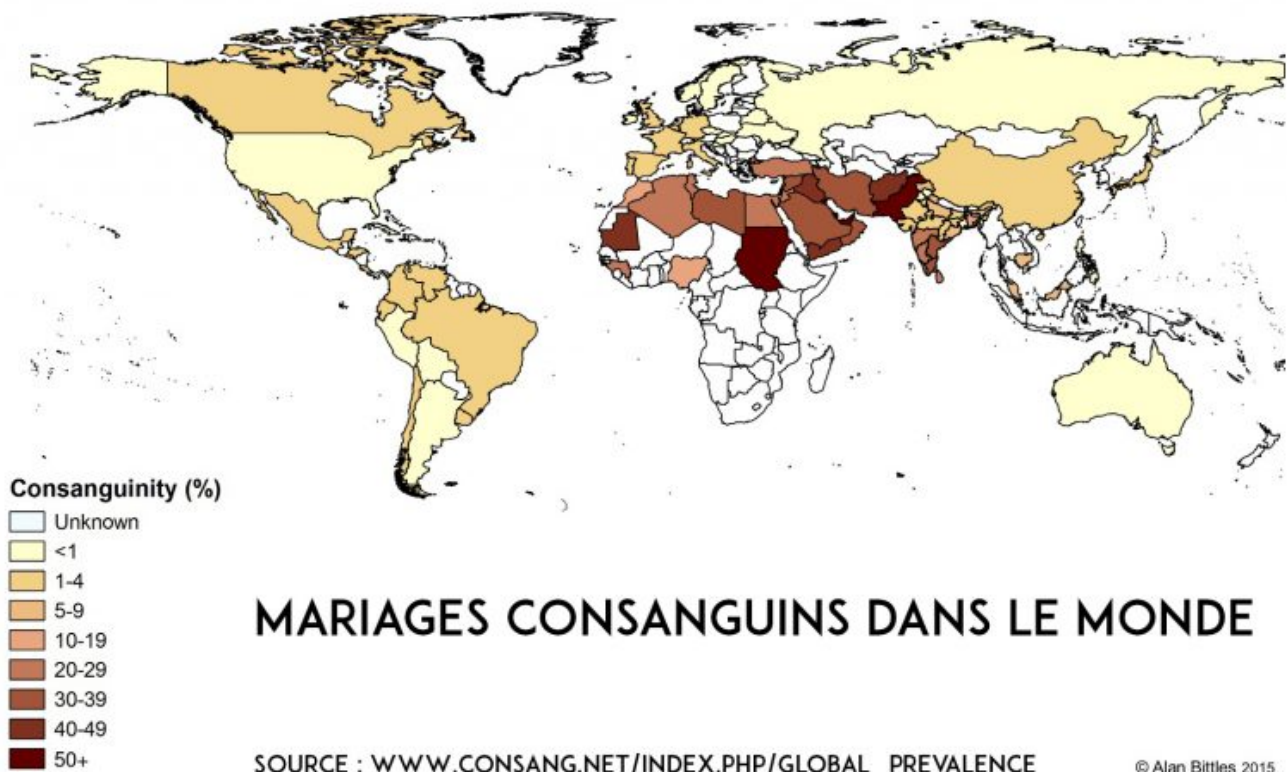 Consanguinity (%)
Unknown
<1
1-4
5-9
10-19
20-29
30-39
40-49
50+
MARIAGES CONSANGUINS DANS LE MONDE
SOURCE : WWW.CONSANG.NET/INDEX.PHP/GLOBAL_PREVALENCE
© Alan Bittles 2015